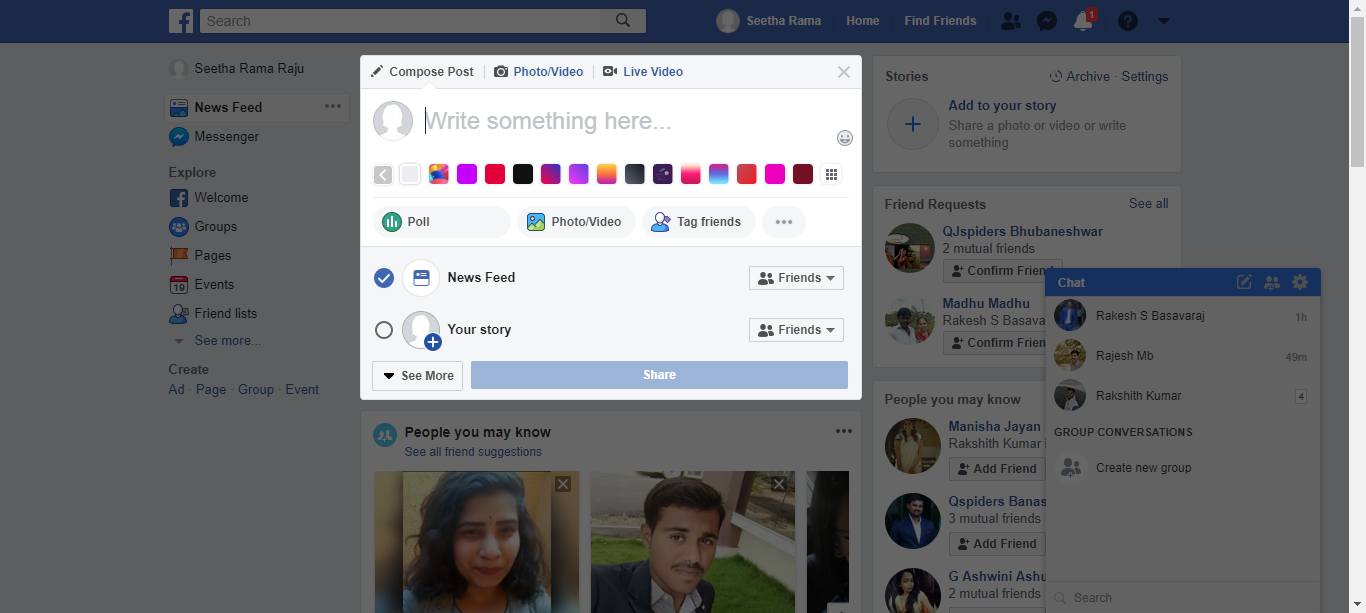 Search
Seetha Rama
Home
Find Friends
1
Seetha Rama Raju
News Feed
Messenger
Explore
Welcome
Groups
Pages
19
Events
Friend lists
See more...
Create
Ad · Page · Group · Event
Compose Post
Photo/Video
Live Video
Write something here...
Poll
Photo/Video
Tag friends
News Feed
Friends
Your story
Friends
See More
Share
People you may know
See all friend suggestions
Stories
Archive · Settings
Add to your story
Share a photo or video or write
something
Friend Requests
See all
QJspiders Bhubaneshwar
2 mutual friends
Confirm Friend
Madhu Madhu
Rakesh S Basava
Confirm Frien
People you may know
Manisha Jayan
Rakshith Kumar i
Add Friend
Qspiders Banas
3 mutual friends
Add Friend
G Ashwini Ashu
2 mutual friends
Chat
Rakesh S Basavaraj
1h
Rajesh Mb
49m
Rakshith Kumar
4
GROUP CONVERSATIONS
Create new group
Search